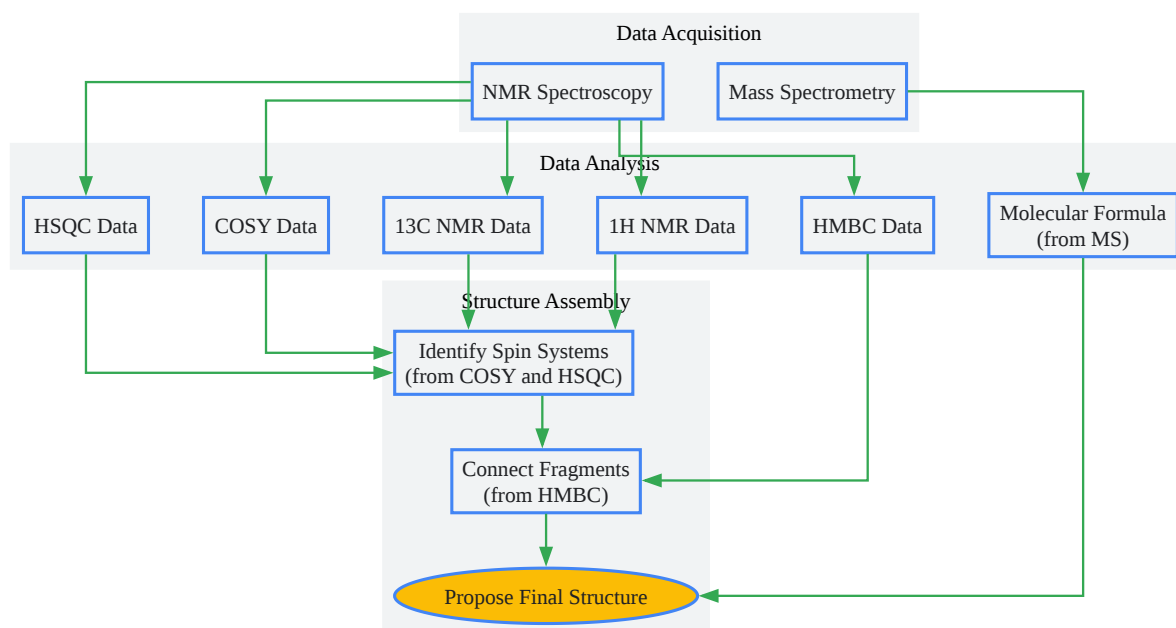 Data Acquisition
NMR Spectroscopy
Mass Spectrometry
Data Analysis
HSQC Data
COSY Data
13C NMR Data
1H NMR Data
HMBC Data
Molecular Formula
(from MS)
Structure Assembly
Identify Spin Systems
(from COSY and HSQC)
Connect Fragments
(from HMBC)
Propose Final Structure